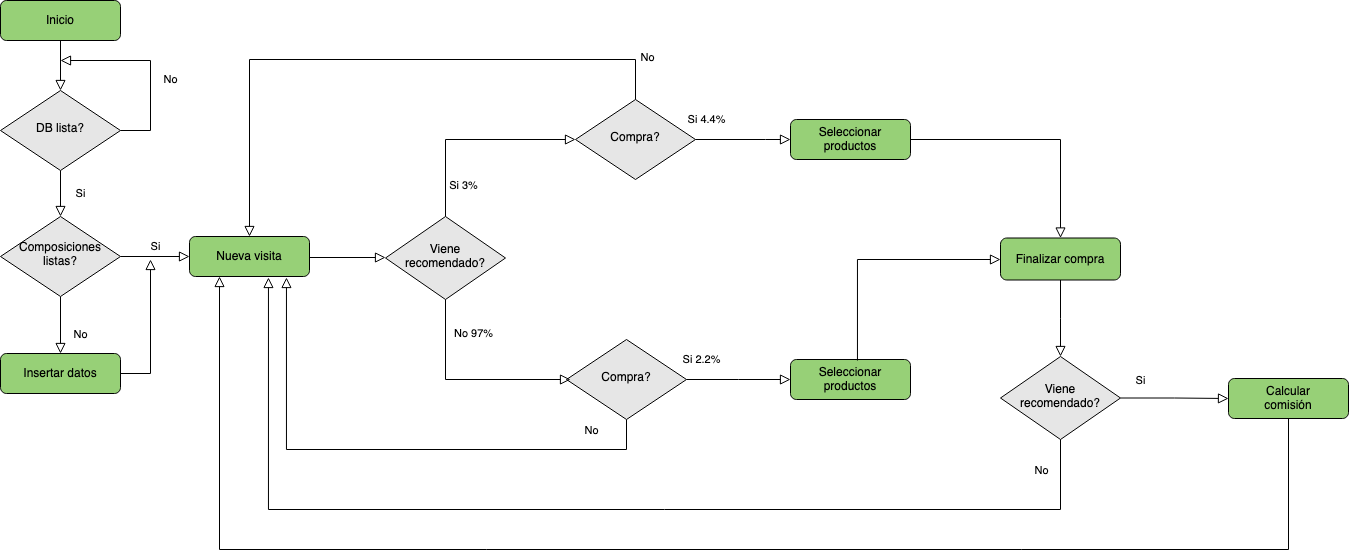 Inicio
No
DB lista?
Si
Composiciones
listas?
Si
No
Insertar datos
Nueva visita
Viene
recomendado?
Si 3%
No 97%
No
Compra?
Si 4.4%
Seleccionar
productos
Compra?
Si 2.2%
No
Seleccionar
productos
Finalizar compra
Viene
recomendado?
Si
No
Calcular
comisión